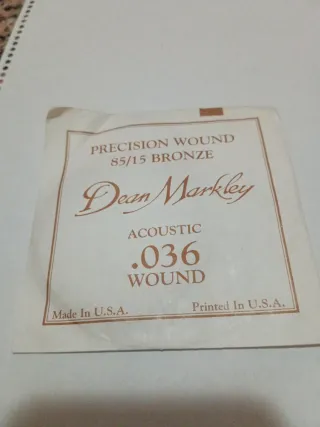 PRECISION WOUND
85/15 BRONZE
Dean Markley
ACOUSTIC
.036
WOUND
Made In U.S.A.
Printed In U.S.A.